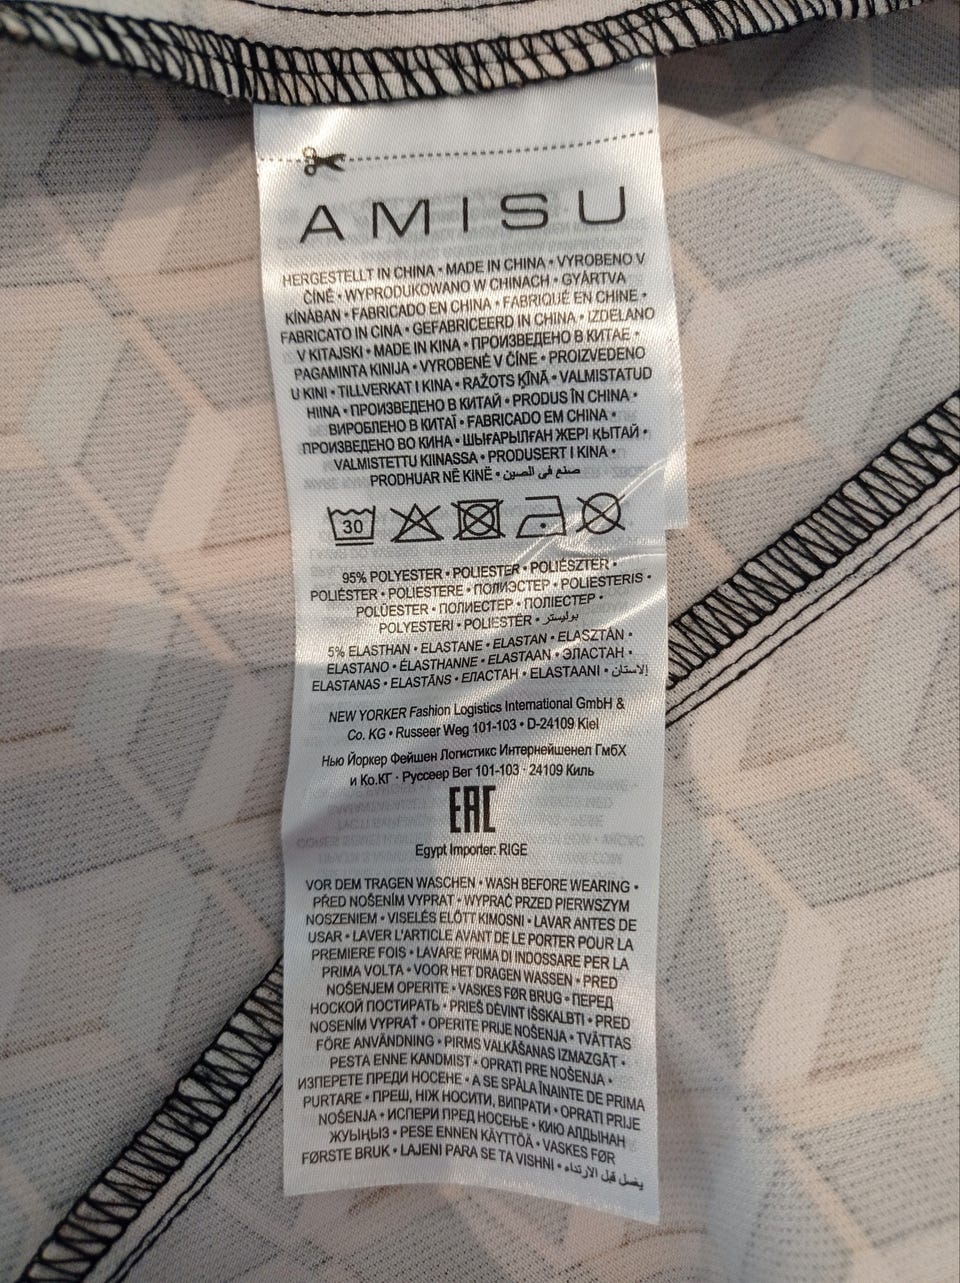 AMISU
HERGESTELLT IN CHINA • MADE IN CHINA • VYROBENO V
ČÍNĚ • WYPRODUKOWANO W CHINACH • GYÁRTVA
KÍNÁBAN • FABRICADO EN CHINA • FABRIQUÉ EN CHINE •
FABRICATO IN CINA • GEFABRICEERD IN CHINA • IZDELANO
V KITAJSKI • MADE IN KINA • ПРОИЗВЕДЕНО В КИТАЕ •
PAGAMINTA KINIJA • VYROBENÉ V ČÍNE • PROIZVEDENO
U KINI • TILLVERKAT I KINA • RAŽOTS ĶĪNĀ • VALMISTATUD
HIINA • ПРОИЗВЕДЕНО В КИТАЙ • PRODUS ÎN CHINA •
ВИРОБЛЕНО В КИТАЇ • FABRICADO EM CHINA •
ПРОИЗВЕДЕНО ВО КИНА • ШЫҒАРЫЛҒАН ЖЕРІ ҚЫТАЙ •
VALMISTETTU KIINASSA • PRODUSERT I KINA •
PRODHUAR NË KINË • صنع في الصين
30
95% POLYESTER • POLIESTER • POLIÉSZTER •
POLIÉSTER • POLIESTERE • ПОЛИЭСТЕР • POLIESTERIS •
POLÜESTER • ПОЛИЕСТЕР • ПОЛІЕСТЕР •
POLYESTERI • POLIESTËR • بوليستر
5% ELASTHAN • ELASTANE • ELASTAN • ELASZTÁN •
ELASTANO • ÉLASTHANNE • ELASTAAN • ЭЛАСТАН •
ELASTANAS • ELASTĀNS • ЕЛАСТАН • ELASTAANI • الاستان
NEW YORKER Fashion Logistics International GmbH &
Co. KG • Russeer Weg 101-103 • D-24109 Kiel
Нью Йоркер Фейшен Логистикс Интернейшенел ГмбХ
и Ко.КГ · Руссеер Вег 101-103 · 24109 Киль
EAC
Egypt Importer: RIGE
VOR DEM TRAGEN WASCHEN • WASH BEFORE WEARING •
PŘED NOŠENÍM VYPRAT • WYPRAĆ PRZED PIERWSZYM
NOSZENIEM • VISELÉS ELŐTT KIMOSNI • LAVAR ANTES DE
USAR • LAVER L'ARTICLE AVANT DE LE PORTER POUR LA
PREMIERE FOIS • LAVARE PRIMA DI INDOSSARE PER LA
PRIMA VOLTA • VOOR HET DRAGEN WASSEN • PRED
NOŠENJEM OPERITE • VASKES FØR BRUG • ПЕРЕД
НОСКОЙ ПОСТИРАТЬ • PRIEŠ DĖVINT IŠSKALBTI • PRED
NOSENÍM VYPRAŤ • OPERITE PRIJE NOŠENJA • TVÄTTAS
FÖRE ANVÄNDNING • PIRMS VALKĀŠANAS IZMAZGĀT •
PESTA ENNE KANDMIST • OPRATI PRE NOŠENJA •
ИЗПЕРЕТЕ ПРЕДИ НОСЕНЕ • A SE SPĂLA ÎNAINTE DE PRIMA
PURTARE • ПРЕШ, НІЖ НОСИТИ, ВИПРАТИ • OPRATI PRIJE
NOŠENJA • ИСПЕРИ ПРЕД НОСЕЊЕ • КИЮ АЛДЫНАН
ЖУЫҢЫЗ • PESE ENNEN KÄYTTÖÄ • VASKES FØR
FØRSTE BRUK • LAJENI PARA SE TA VISHNI • يغسل قبل الارتداء